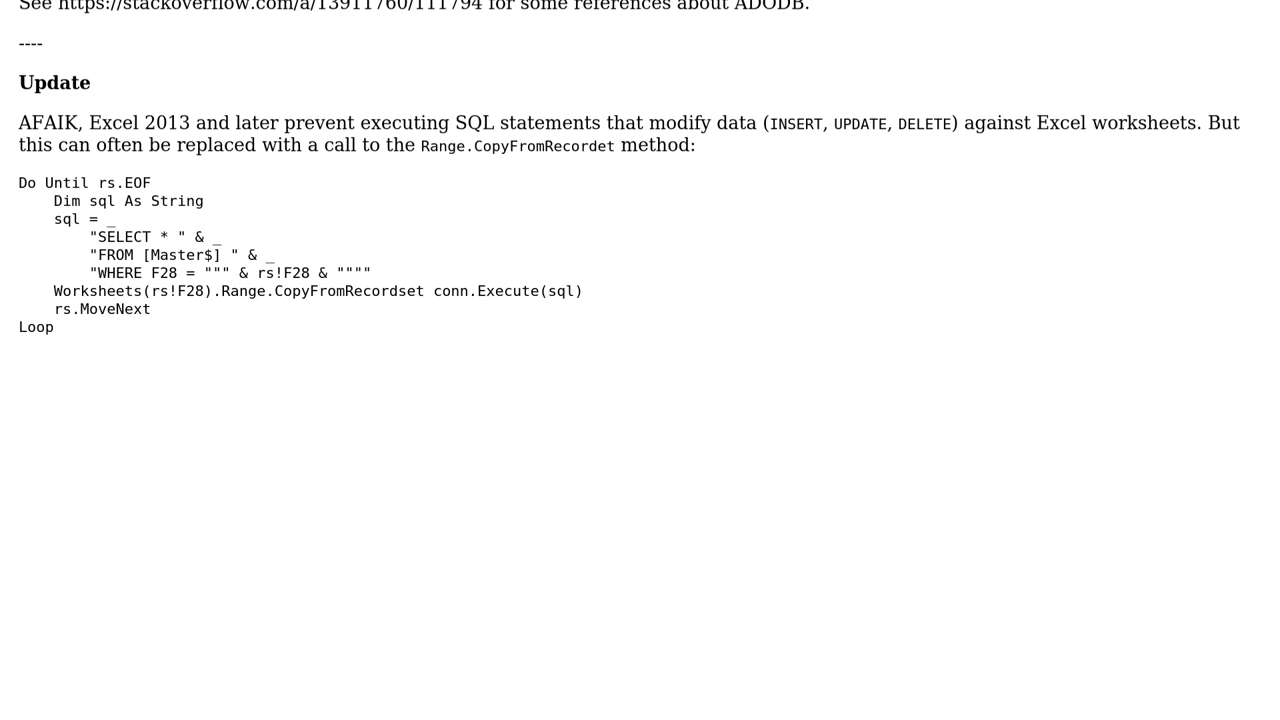 See https://stackoverflow.com/a/13911760/111794 for some references about ADODB.
----
Update
AFAIK, Excel 2013 and later prevent executing SQL statements that modify data (INSERT, UPDATE, DELETE) against Excel worksheets. But
this can often be replaced with a call to the Range.CopyFromRecordet method:
Do Until rs.EOF
    Dim sql As String
    sql = _
        "SELECT * " & _
        "FROM [Master$] " & _
        "WHERE F28 = """ & rs!F28 & """"
    Worksheets(rs!F28).Range.CopyFromRecordset conn.Execute(sql)
    rs.MoveNext
Loop